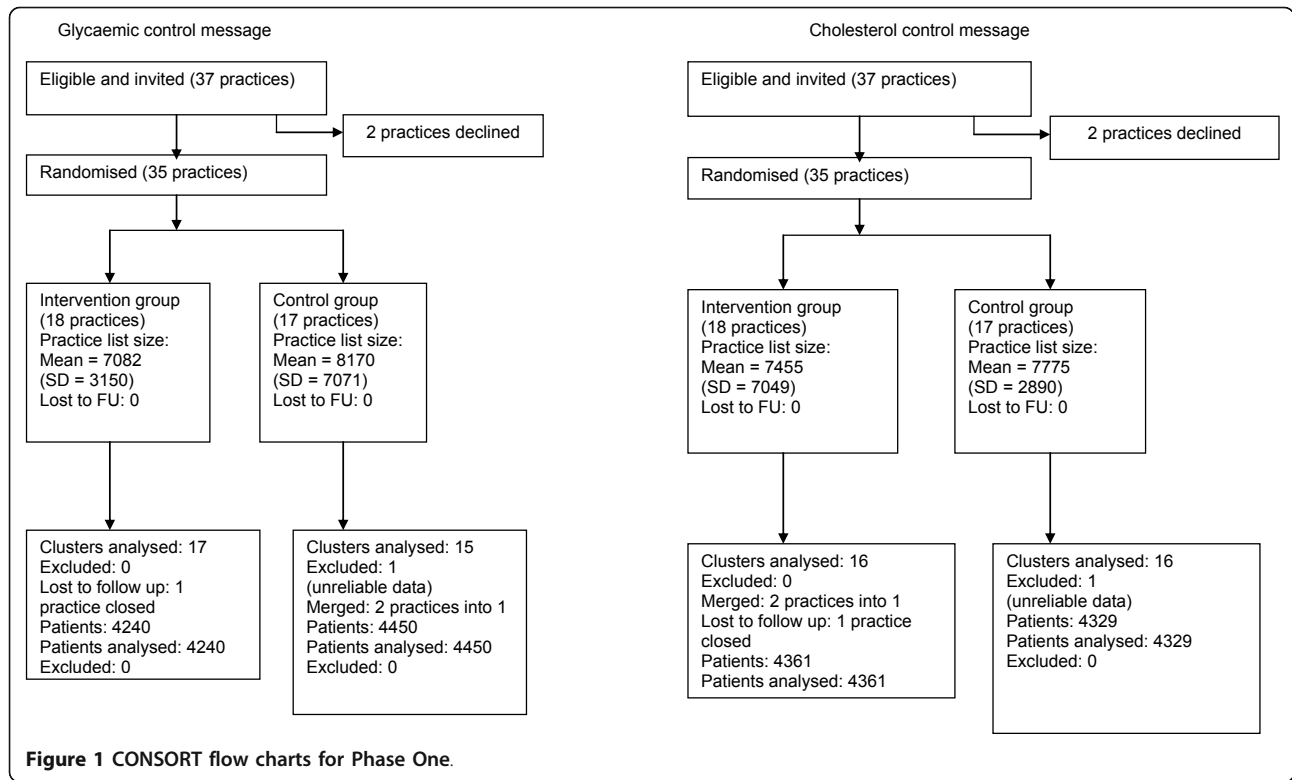 Glycaemic control message
Eligible and invited (37 practices)
2 practices declined
Randomised (35 practices)
Intervention group
(18 practices)
Practice list size:
Mean = 7082
(SD = 3150)
Lost to FU: 0
Control group
(17 practices)
Practice list size:
Mean = 8170
(SD = 7071)
Lost to FU: 0
Clusters analysed: 17
Excluded: 0
Lost to follow up: 1
practice closed
Patients: 4240
Patients analysed: 4240
Excluded: 0
Clusters analysed: 15
Excluded: 1
(unreliable data)
Merged: 2 practices into 1
Patients: 4450
Patients analysed: 4450
Excluded: 0
Cholesterol control message
Eligible and invited (37 practices)
2 practices declined
Randomised (35 practices)
Intervention group
(18 practices)
Practice list size:
Mean = 7455
(SD = 7049)
Lost to FU: 0
Control group
(17 practices)
Practice list size:
Mean = 7775
(SD = 2890)
Lost to FU: 0
Clusters analysed: 16
Excluded: 0
Merged: 2 practices into 1
Lost to follow up: 1 practice
closed
Patients: 4361
Patients analysed: 4361
Clusters analysed: 16
Excluded: 1
(unreliable data)
Patients: 4329
Patients analysed: 4329
Excluded: 0
Figure 1 CONSORT flow charts for Phase One.